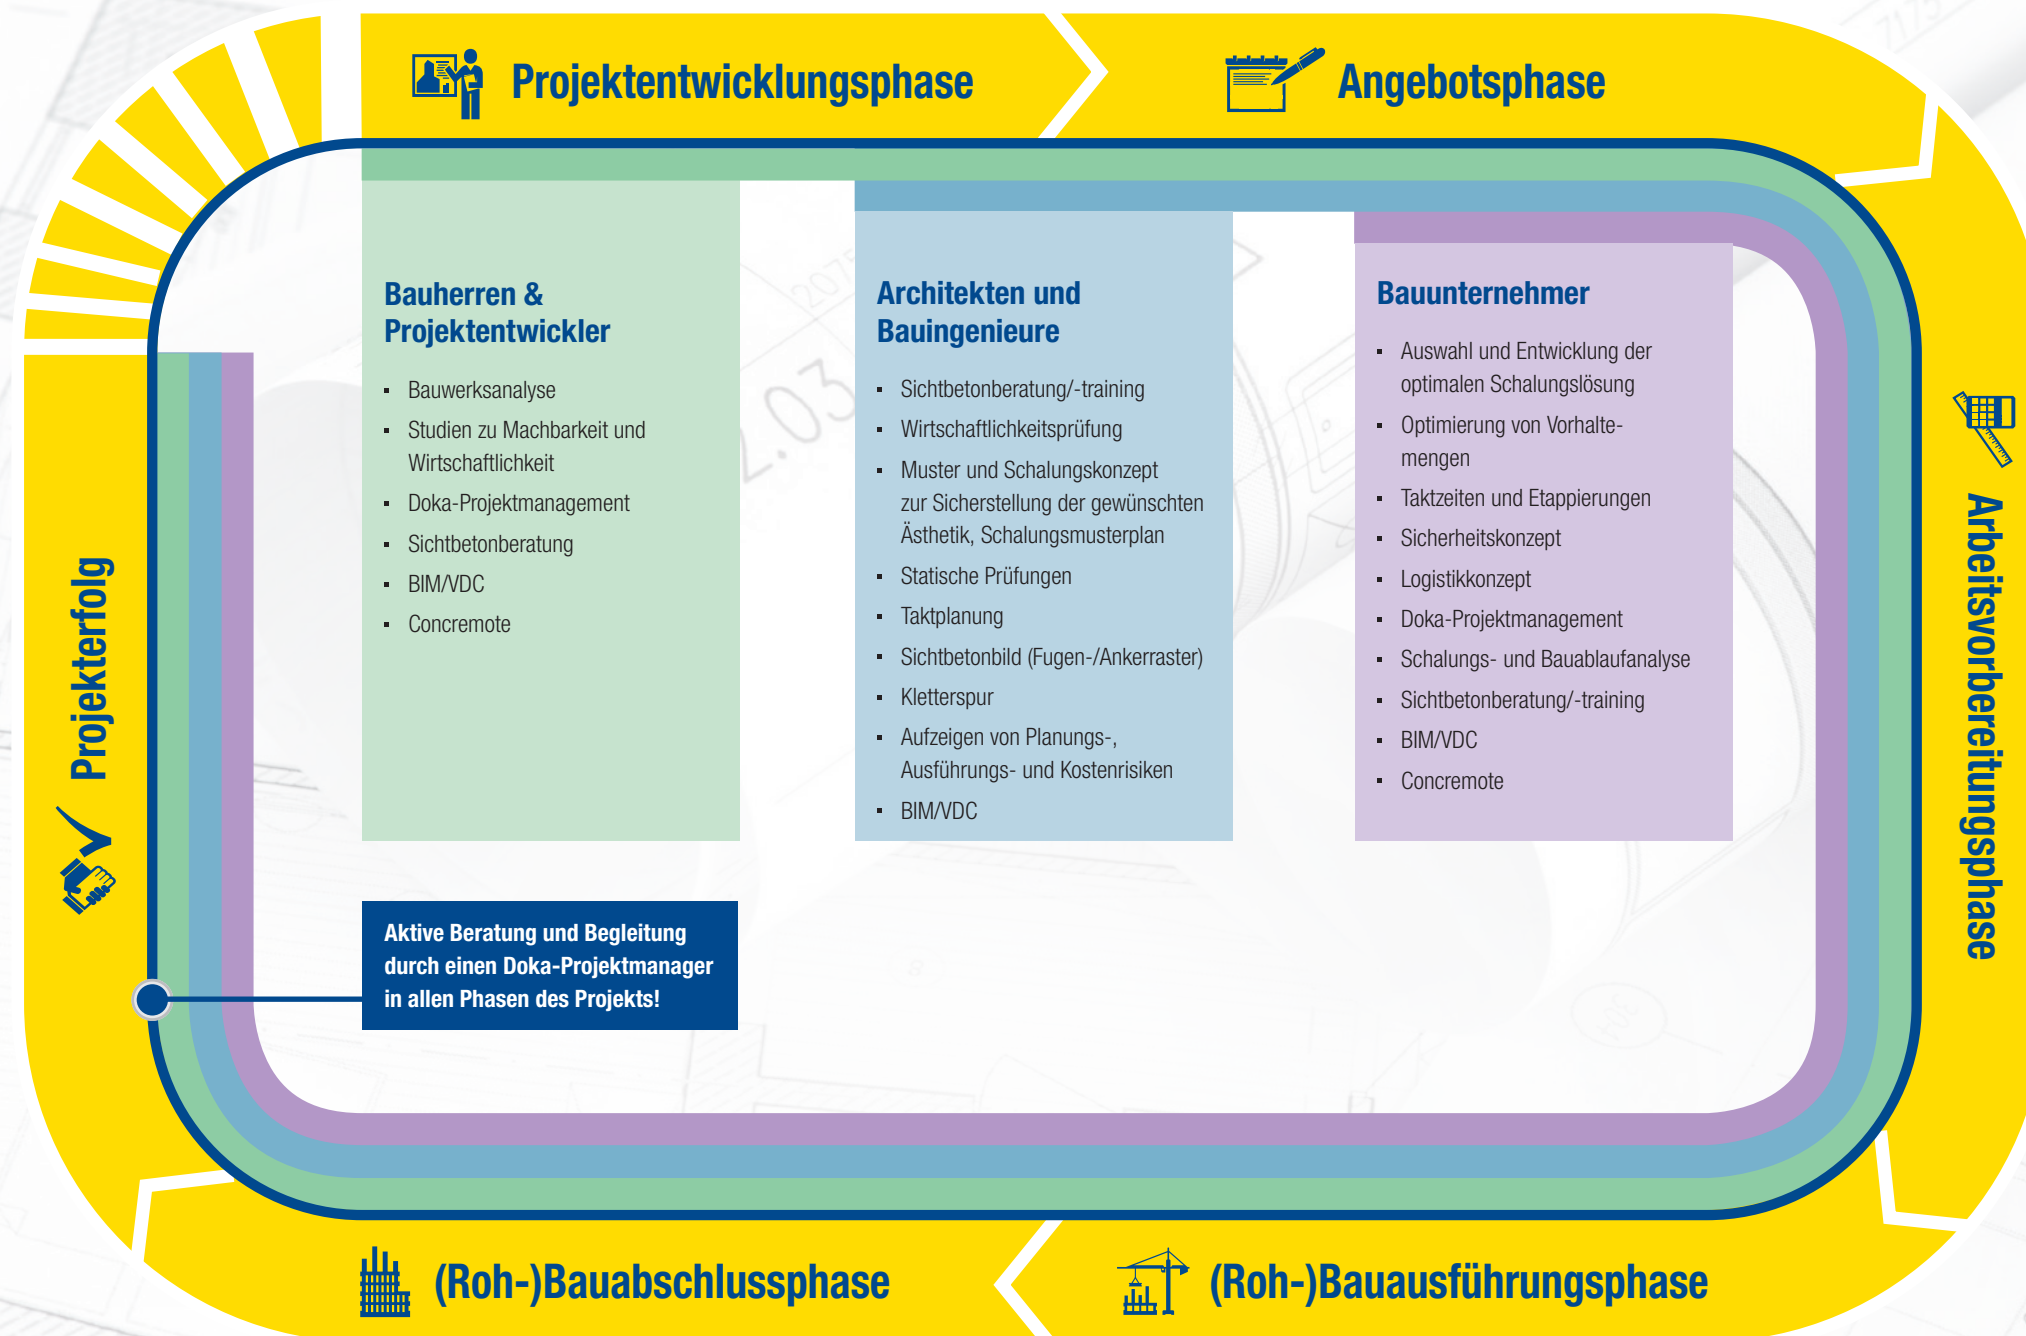 Projektentwicklungsphase
Angebotsphase
Arbeitsvorbereitungsphase
(Roh-)Bauausführungsphase
(Roh-)Bauabschlussphase
Projekterfolg
Bauherren &
Projektentwickler
▪ Bauwerksanalyse
▪ Studien zu Machbarkeit und
Wirtschaftlichkeit
▪ Doka-Projektmanagement
▪ Sichtbetonberatung
▪ BIM/VDC
▪ Concremote
Architekten und
Bauingenieure
▪ Sichtbetonberatung/-training
▪ Wirtschaftlichkeitsprüfung
▪ Muster und Schalungskonzept
zur Sicherstellung der gewünschten
Ästhetik, Schalungsmusterplan
▪ Statische Prüfungen
▪ Taktplanung
▪ Sichtbetonbild (Fugen-/Ankerraster)
▪ Kletterspur
▪ Aufzeigen von Planungs-,
Ausführungs- und Kostenrisiken
▪ BIM/VDC
Bauunternehmer
▪ Auswahl und Entwicklung der
optimalen Schalungslösung
▪ Optimierung von Vorhalte-
mengen
▪ Taktzeiten und Etappierungen
▪ Sicherheitskonzept
▪ Logistikkonzept
▪ Doka-Projektmanagement
▪ Schalungs- und Bauablaufanalyse
▪ Sichtbetonberatung/-training
▪ BIM/VDC
▪ Concremote
Aktive Beratung und Begleitung
durch einen Doka-Projektmanager
in allen Phasen des Projekts!